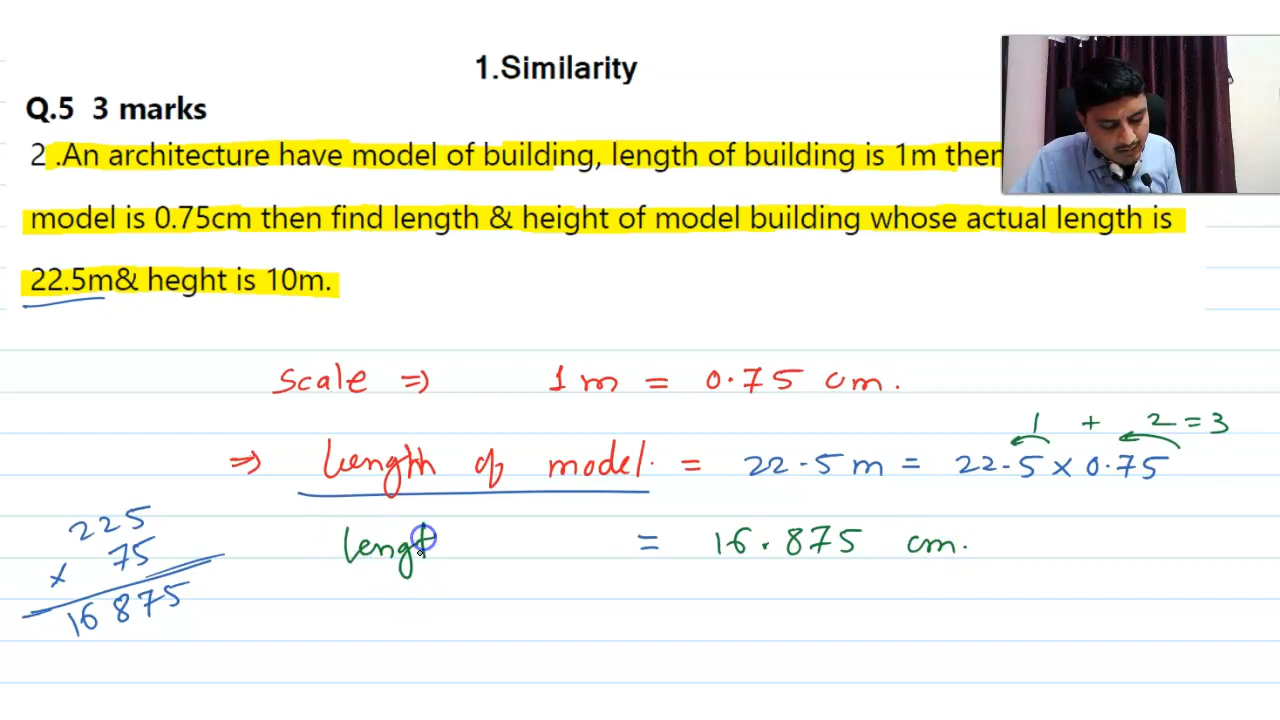 1.Similarity
Q.5 3 marks
2 .An architecture have model of building, length of building is 1m then
model is 0.75cm then find length & height of model building whose actual length is
22.5m& heght is 10m.
Scale ⇒ 1 m = 0.75 cm.
1 + 2 = 3
⇒ Length of model. = 22.5 m = 22.5 x 0.75
lengt = 16.875 cm.
225
x 75
16875